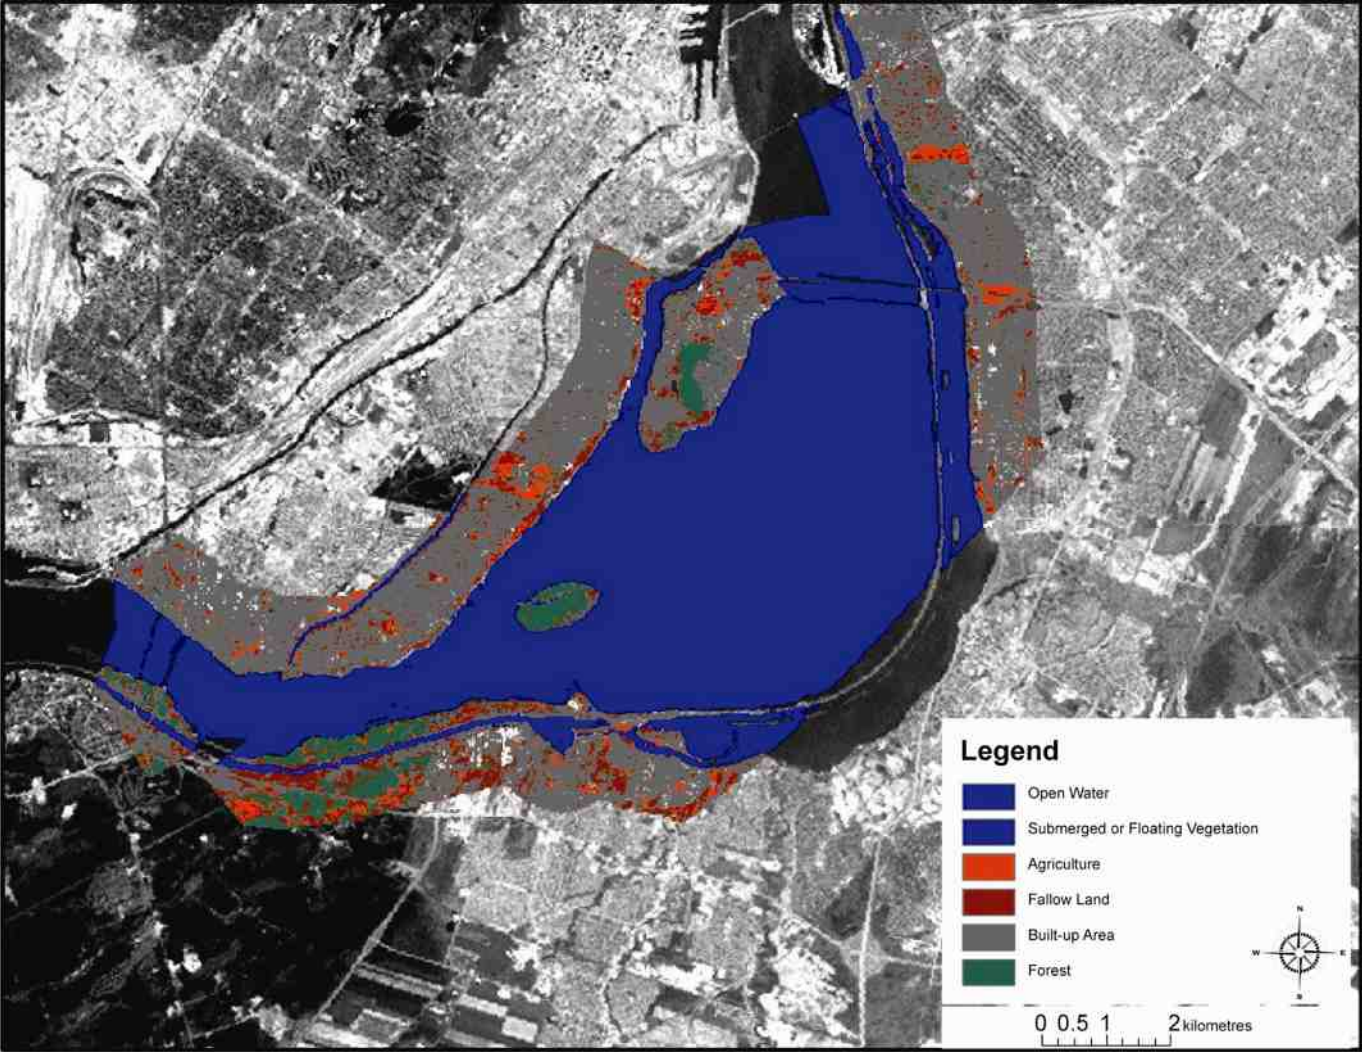 Legend
Open Water
Submerged or Floating Vegetation
Agriculture
Fallow Land
Built-up Area
Forest
N
W E
S
0 0.5 1 2 kilometres